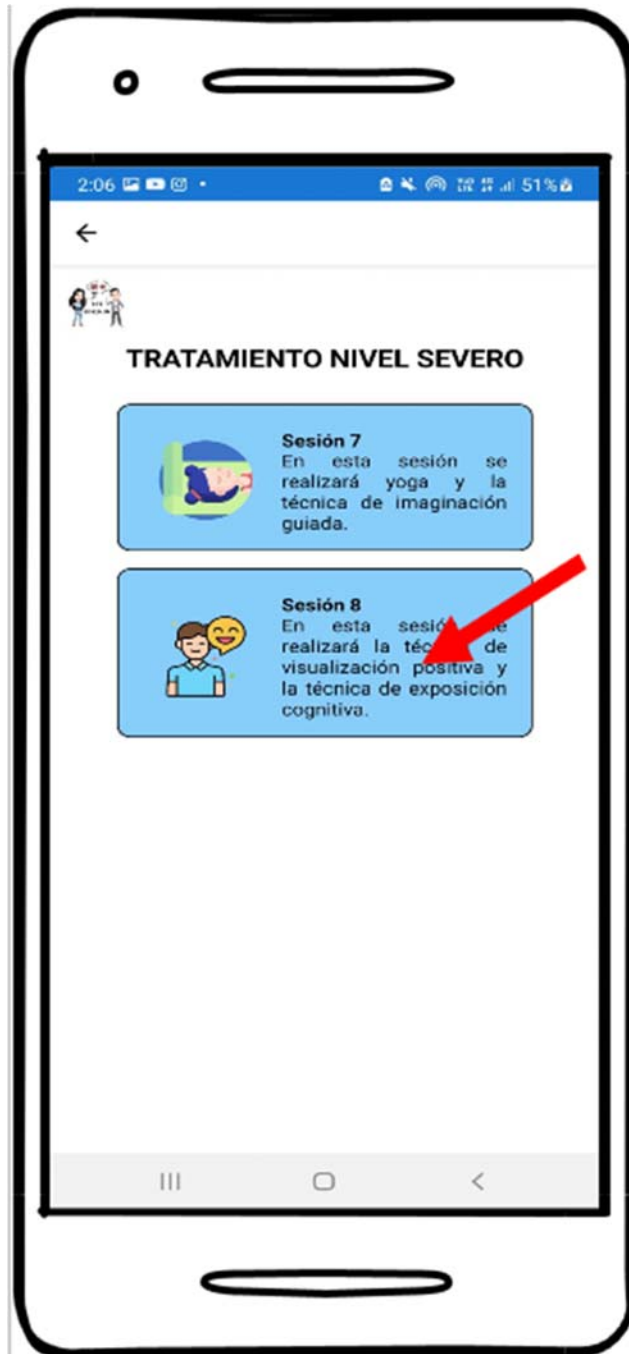 2:06
51%
TRATAMIENTO NIVEL SEVERO
Sesión 7
En esta sesión se
realizará yoga y la
técnica de imaginación
guiada.
Sesión 8
En esta
realizará la de
visualización positiva y
la técnica de exposición
cognitiva.